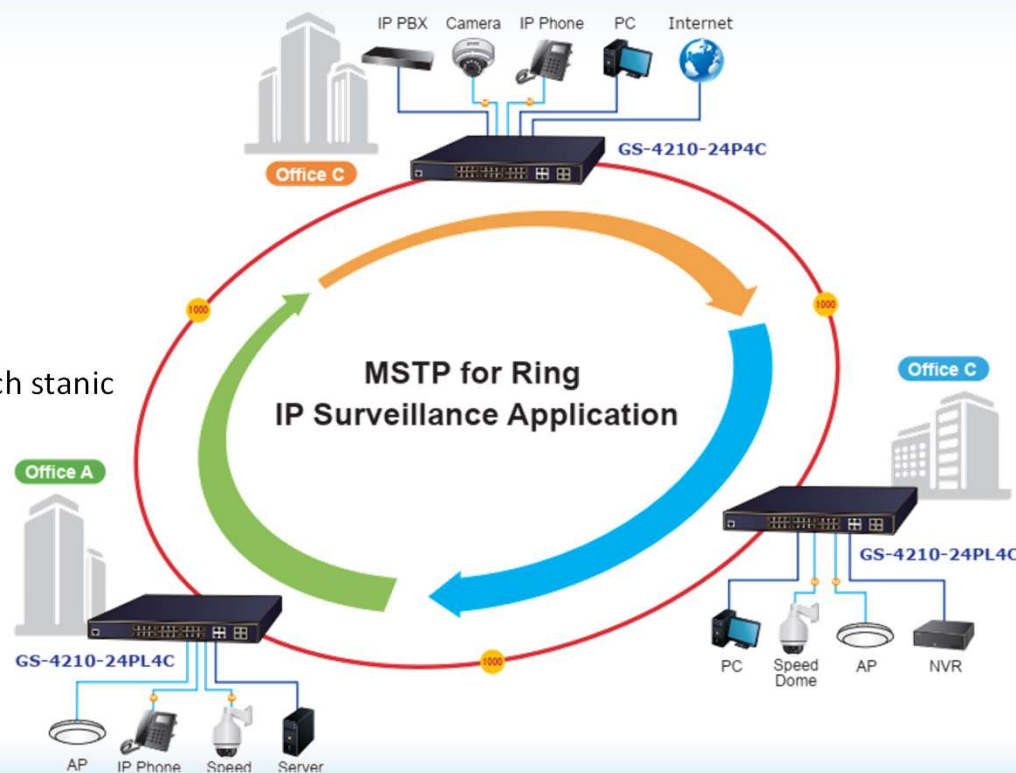 IP PBX
Camera
IP Phone
PC
Internet
GS-4210-24P4C
Office C
1000
1000
MSTP for Ring
IP Surveillance Application
ch stanic
Office C
Office A
GS-4210-24PL4C
GS-4210-24PL4C
1000
PC
Speed
Dome
AP
NVR
AP
IP Phone
Speed
Server